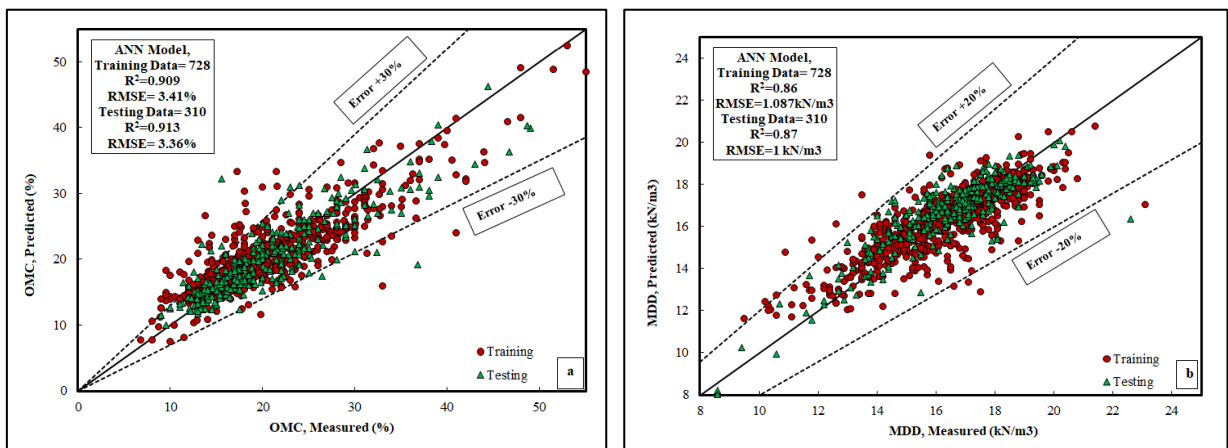 ANN Model,
Training Data= 728
R²=0.909
RMSE= 3.41%
Testing Data= 310
R²=0.913
RMSE= 3.36%
Error +30%
Error -30%
Training
Testing
a
OMC, Predicted (%)
50
40
30
20
10
0
0 10 20 30 40 50
OMC, Measured (%)
ANN Model,
Training Data= 728
R²=0.86
RMSE=1.087kN/m3
Testing Data= 310
R²=0.87
RMSE=1 kN/m3
Error +20%
Error -20%
Training
Testing
b
MDD, Predicted (kN/m3)
24
22
20
18
16
14
12
10
8
8 10 12 14 16 18 20 22 24
MDD, Measured (kN/m3)